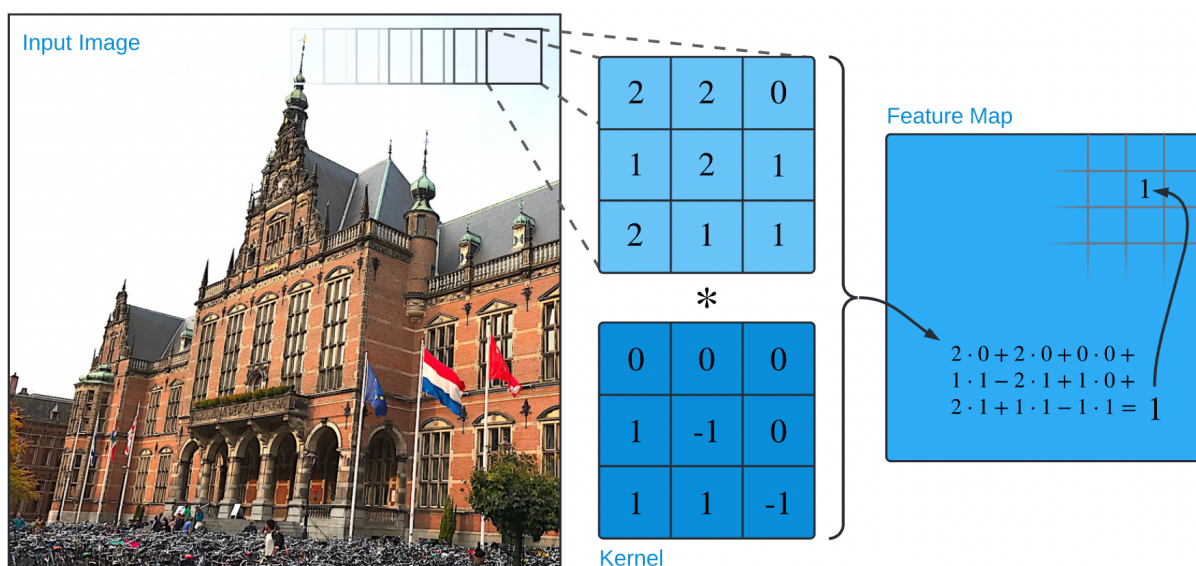 Input Image
2 2 0
1 2 1
2 1 1
*
0 0 0
1 -1 0
1 1 -1
Kernel
Feature Map
1
2 · 0 + 2 · 0 + 0 · 0 +
1 · 1 − 2 · 1 + 1 · 0 +
2 · 1 + 1 · 1 − 1 · 1 = 1